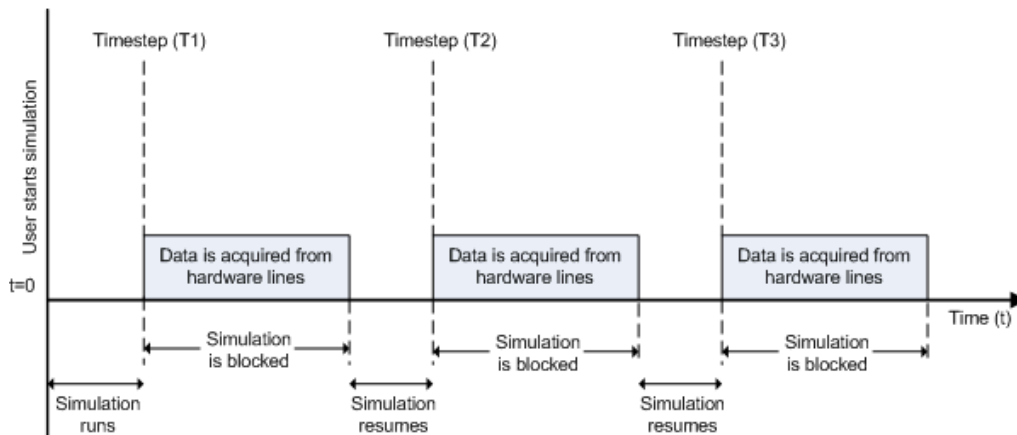 Timestep (T1)
Timestep (T2)
Timestep (T3)
User starts simulation
Data is acquired from
hardware lines
Data is acquired from
hardware lines
Data is acquired from
hardware lines
t=0
Time (t)
Simulation
is blocked
Simulation
is blocked
Simulation
is blocked
Simulation
runs
Simulation
resumes
Simulation
resumes